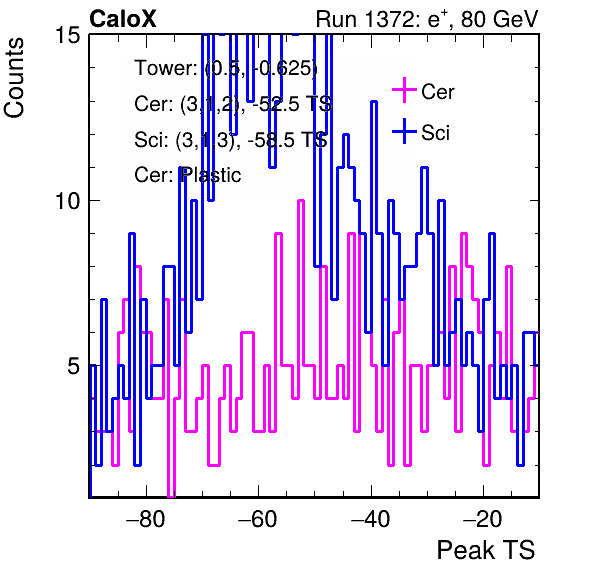 CaloX Run 1372: e⁺, 80 GeV
Counts
15
Tower: (0.5, -0.625)
Cer: (3,1,2), -52.5 TS
Cer
Sci: (3,1,3), -58.5 TS
Sci
Cer: Plastic
10
5
−80 −60 −40 −20
Peak TS